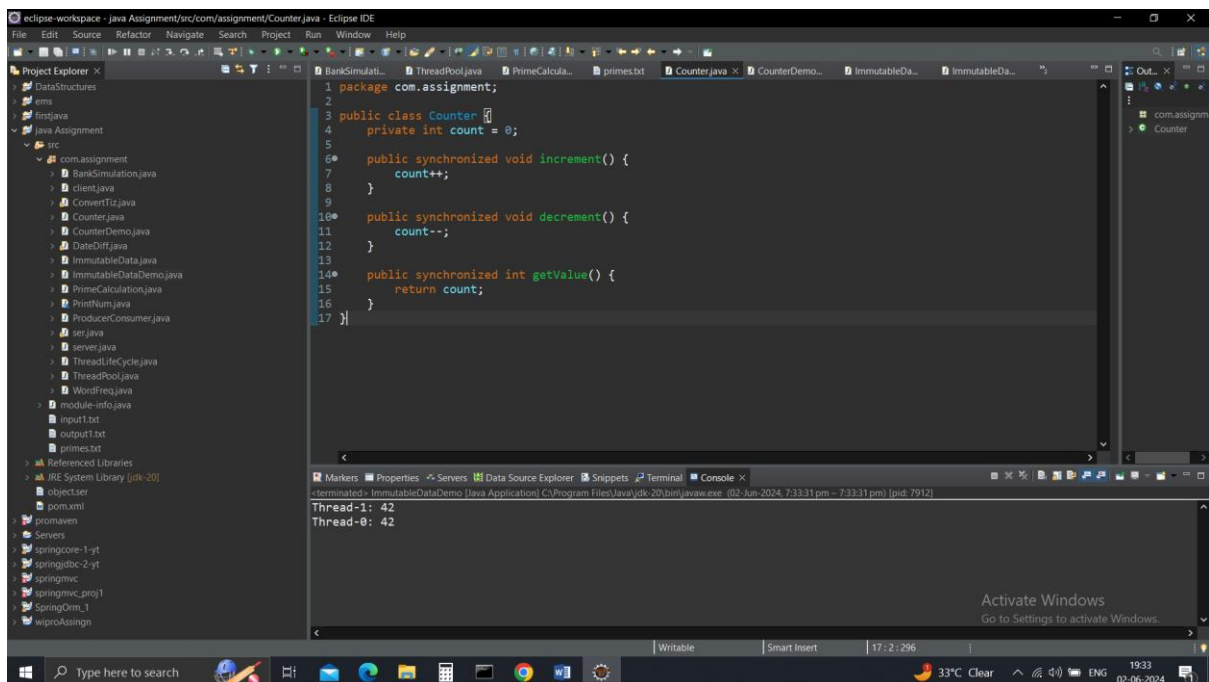 eclipse-workspace - java Assignment/src/com/assignment/Counter.java - Eclipse IDE
File Edit Source Refactor Navigate Search Project Run Window Help
Project Explorer
DataStructures
ems
firstjava
java Assignment
src
com.assignment
BankSimulation.java
client.java
ConvertTiz.java
Counter.java
CounterDemo.java
DateDiff.java
ImmutableData.java
ImmutableDataDemo.java
PrimeCalculation.java
PrintNum.java
ProducerConsumer.java
ser.java
server.java
ThreadLifeCycle.java
ThreadPool.java
WordFreq.java
module-info.java
input1.txt
output1.txt
primes.txt
Referenced Libraries
JRE System Library [jdk-20]
object.ser
pom.xml
promaven
Servers
springcore-1-yt
springjdbc-2-yt
springmvc
springmvc_proj1
SpringOrm_1
wiproAssingn
BankSimulati... ThreadPool.java PrimeCalcula... primes.txt Counter.java CounterDemo... ImmutableDa... ImmutableDa...
1 package com.assignment;
2
3 public class Counter {
4 private int count = 0;
5
6 public synchronized void increment() {
7 count++;
8 }
9
10 public synchronized void decrement() {
11 count--;
12 }
13
14 public synchronized int getValue() {
15 return count;
16 }
17 }
Out...
com.assignm
Counter
Markers Properties Servers Data Source Explorer Snippets Terminal Console
<terminated> ImmutableDataDemo [Java Application] C:\Program Files\Java\jdk-20\bin\javaw.exe (02-Jun-2024, 7:33:31 pm – 7:33:31 pm) [pid: 7912]
Thread-1: 42
Thread-0: 42
Activate Windows
Go to Settings to activate Windows.
Writable Smart Insert 17 : 2 : 296
Type here to search
33°C Clear ENG 19:33
02-06-2024